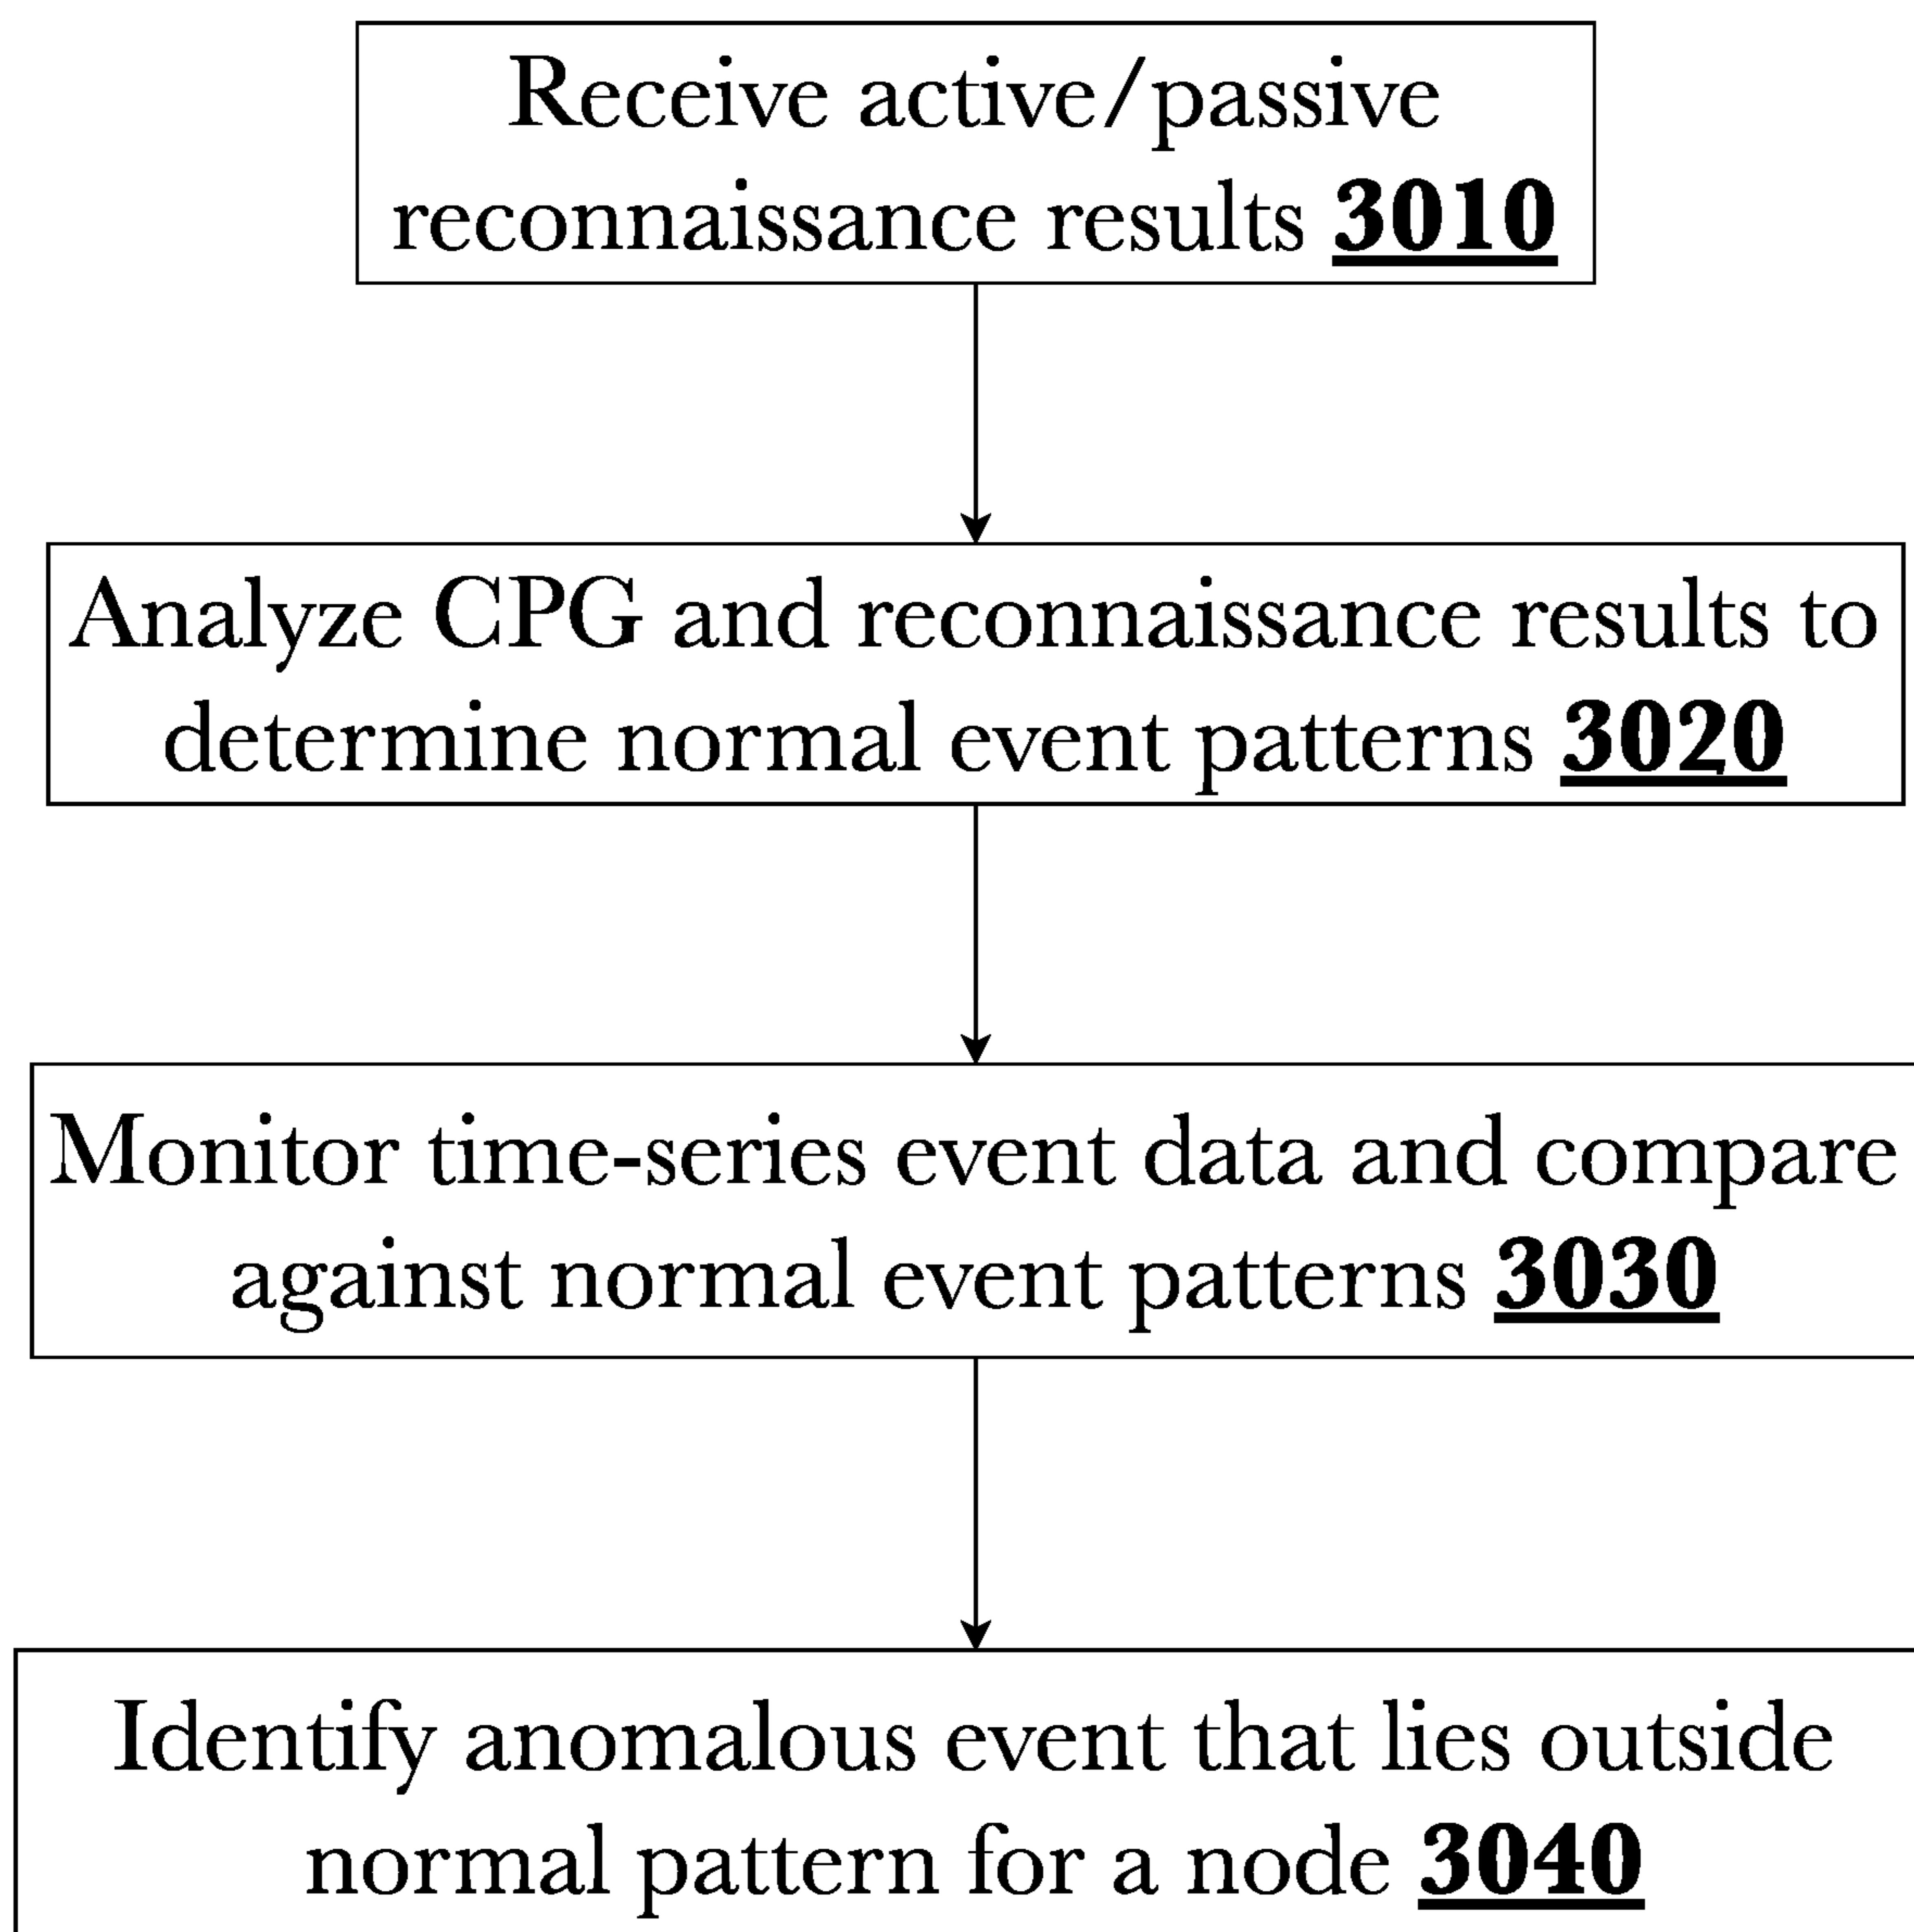 Receive active/passive
reconnaissance results 3010
Analyze CPG and reconnaissance results to
determine normal event patterns 3020
Monitor time-series event data and compare
against normal event patterns 3030
Identify anomalous event that lies outside
normal pattern for a node 3040